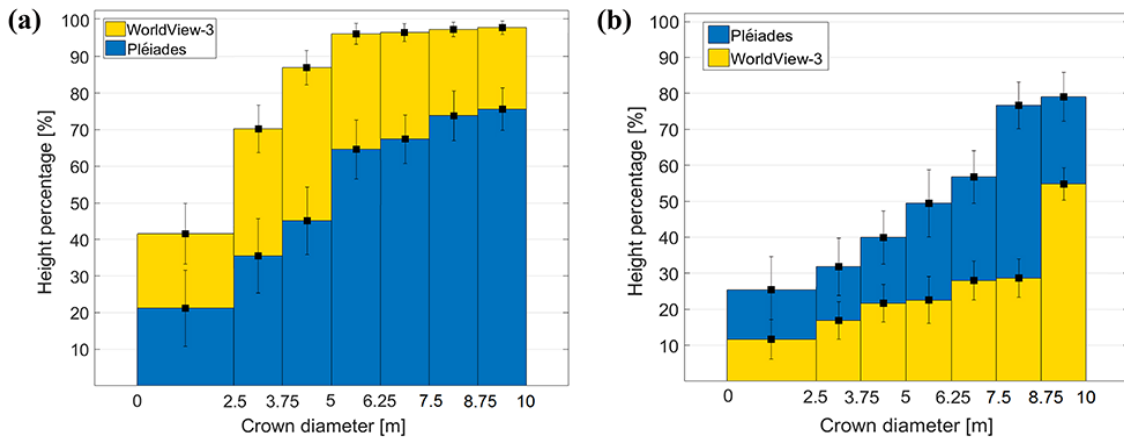 (a)
WorldView-3
Pléiades
Height percentage [%]
100
90
80
70
60
50
40
30
20
10
0 2.5 3.75 5 6.25 7.5 8.75 10
Crown diameter [m]
(b)
Pléiades
WorldView-3
Height percentage [%]
100
90
80
70
60
50
40
30
20
10
0 2.5 3.75 5 6.25 7.5 8.75 10
Crown diameter [m]